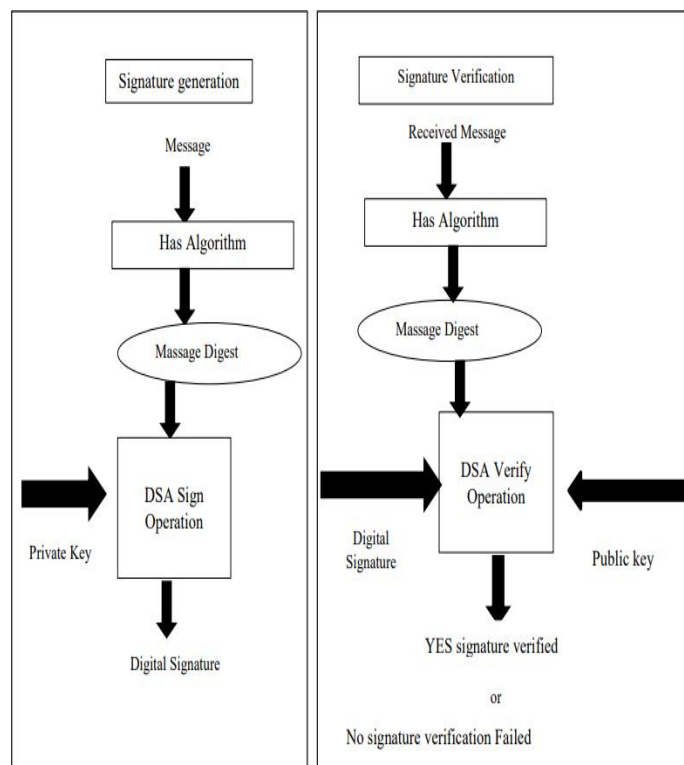 Signature generation
Message
Has Algorithm
Massage Digest
DSA Sign
Operation
Private Key
Digital Signature
Signature Verification
Received Message
Has Algorithm
Massage Digest
DSA Verify
Operation
Digital
Signature
Public key
YES signature verified
or
No signature verification Failed